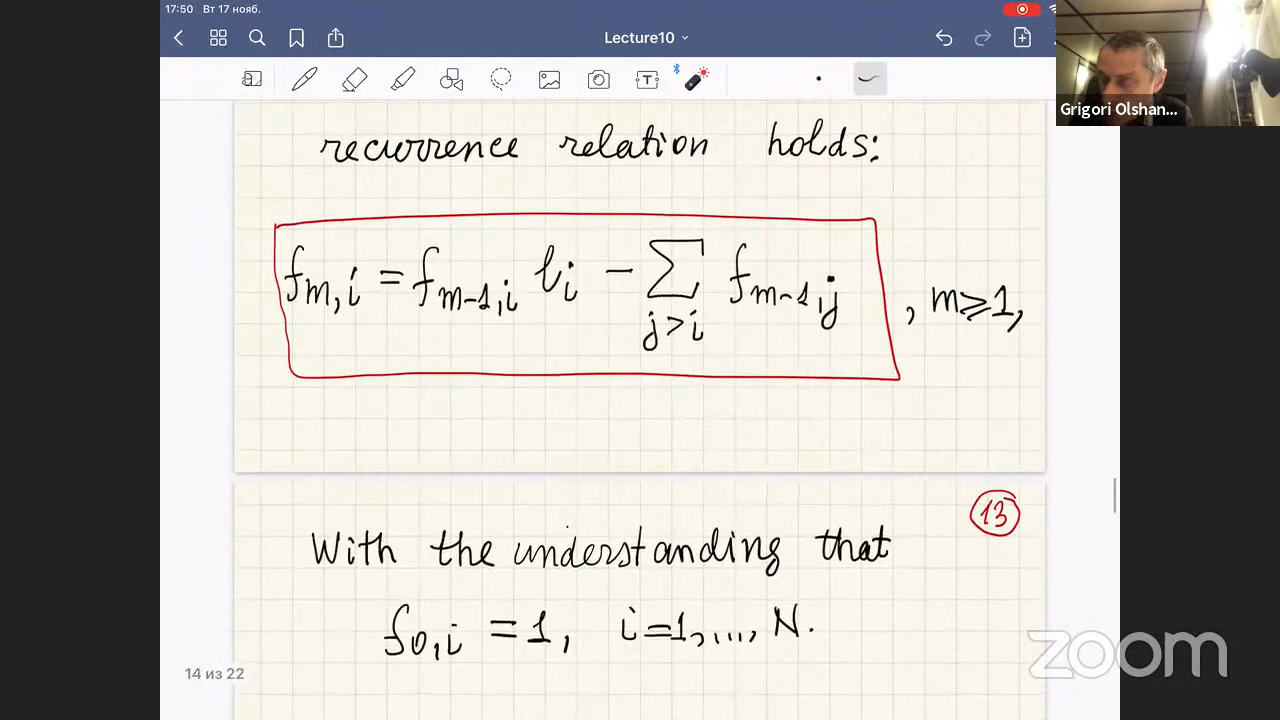 17:50 Вт 17 нояб.
Lecture10
Grigori Olshan...
recurrence relation holds:
f_{m,i} = f_{m-1,i} l_i − ∑_{j>i} f_{m-1,j} , m⩾1,
13
With the understanding that
f_{0,i} = 1, i=1,..., N.
14 из 22
zoom